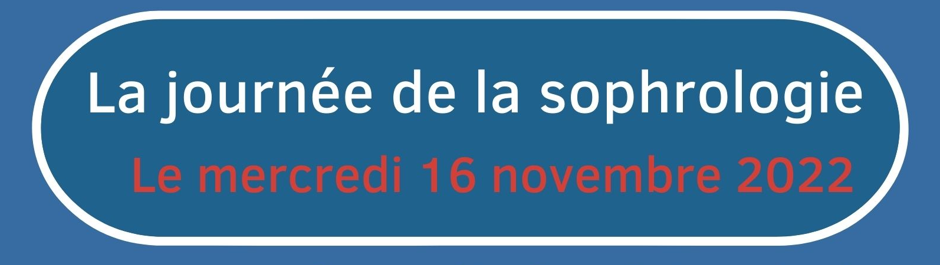 La journée de la sophrologie
Le mercredi 16 novembre 2022